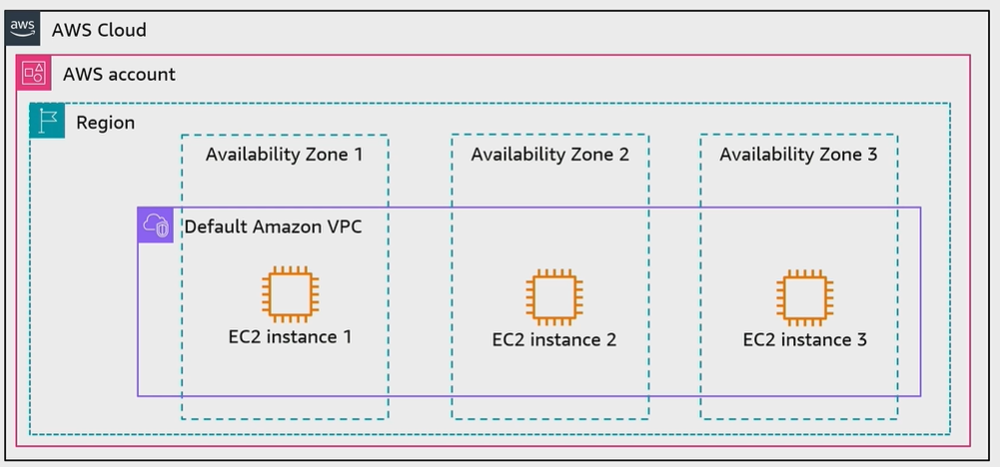 aws
AWS Cloud
AWS account
Region
Availability Zone 1
Availability Zone 2
Availability Zone 3
Default Amazon VPC
EC2 instance 1
EC2 instance 2
EC2 instance 3